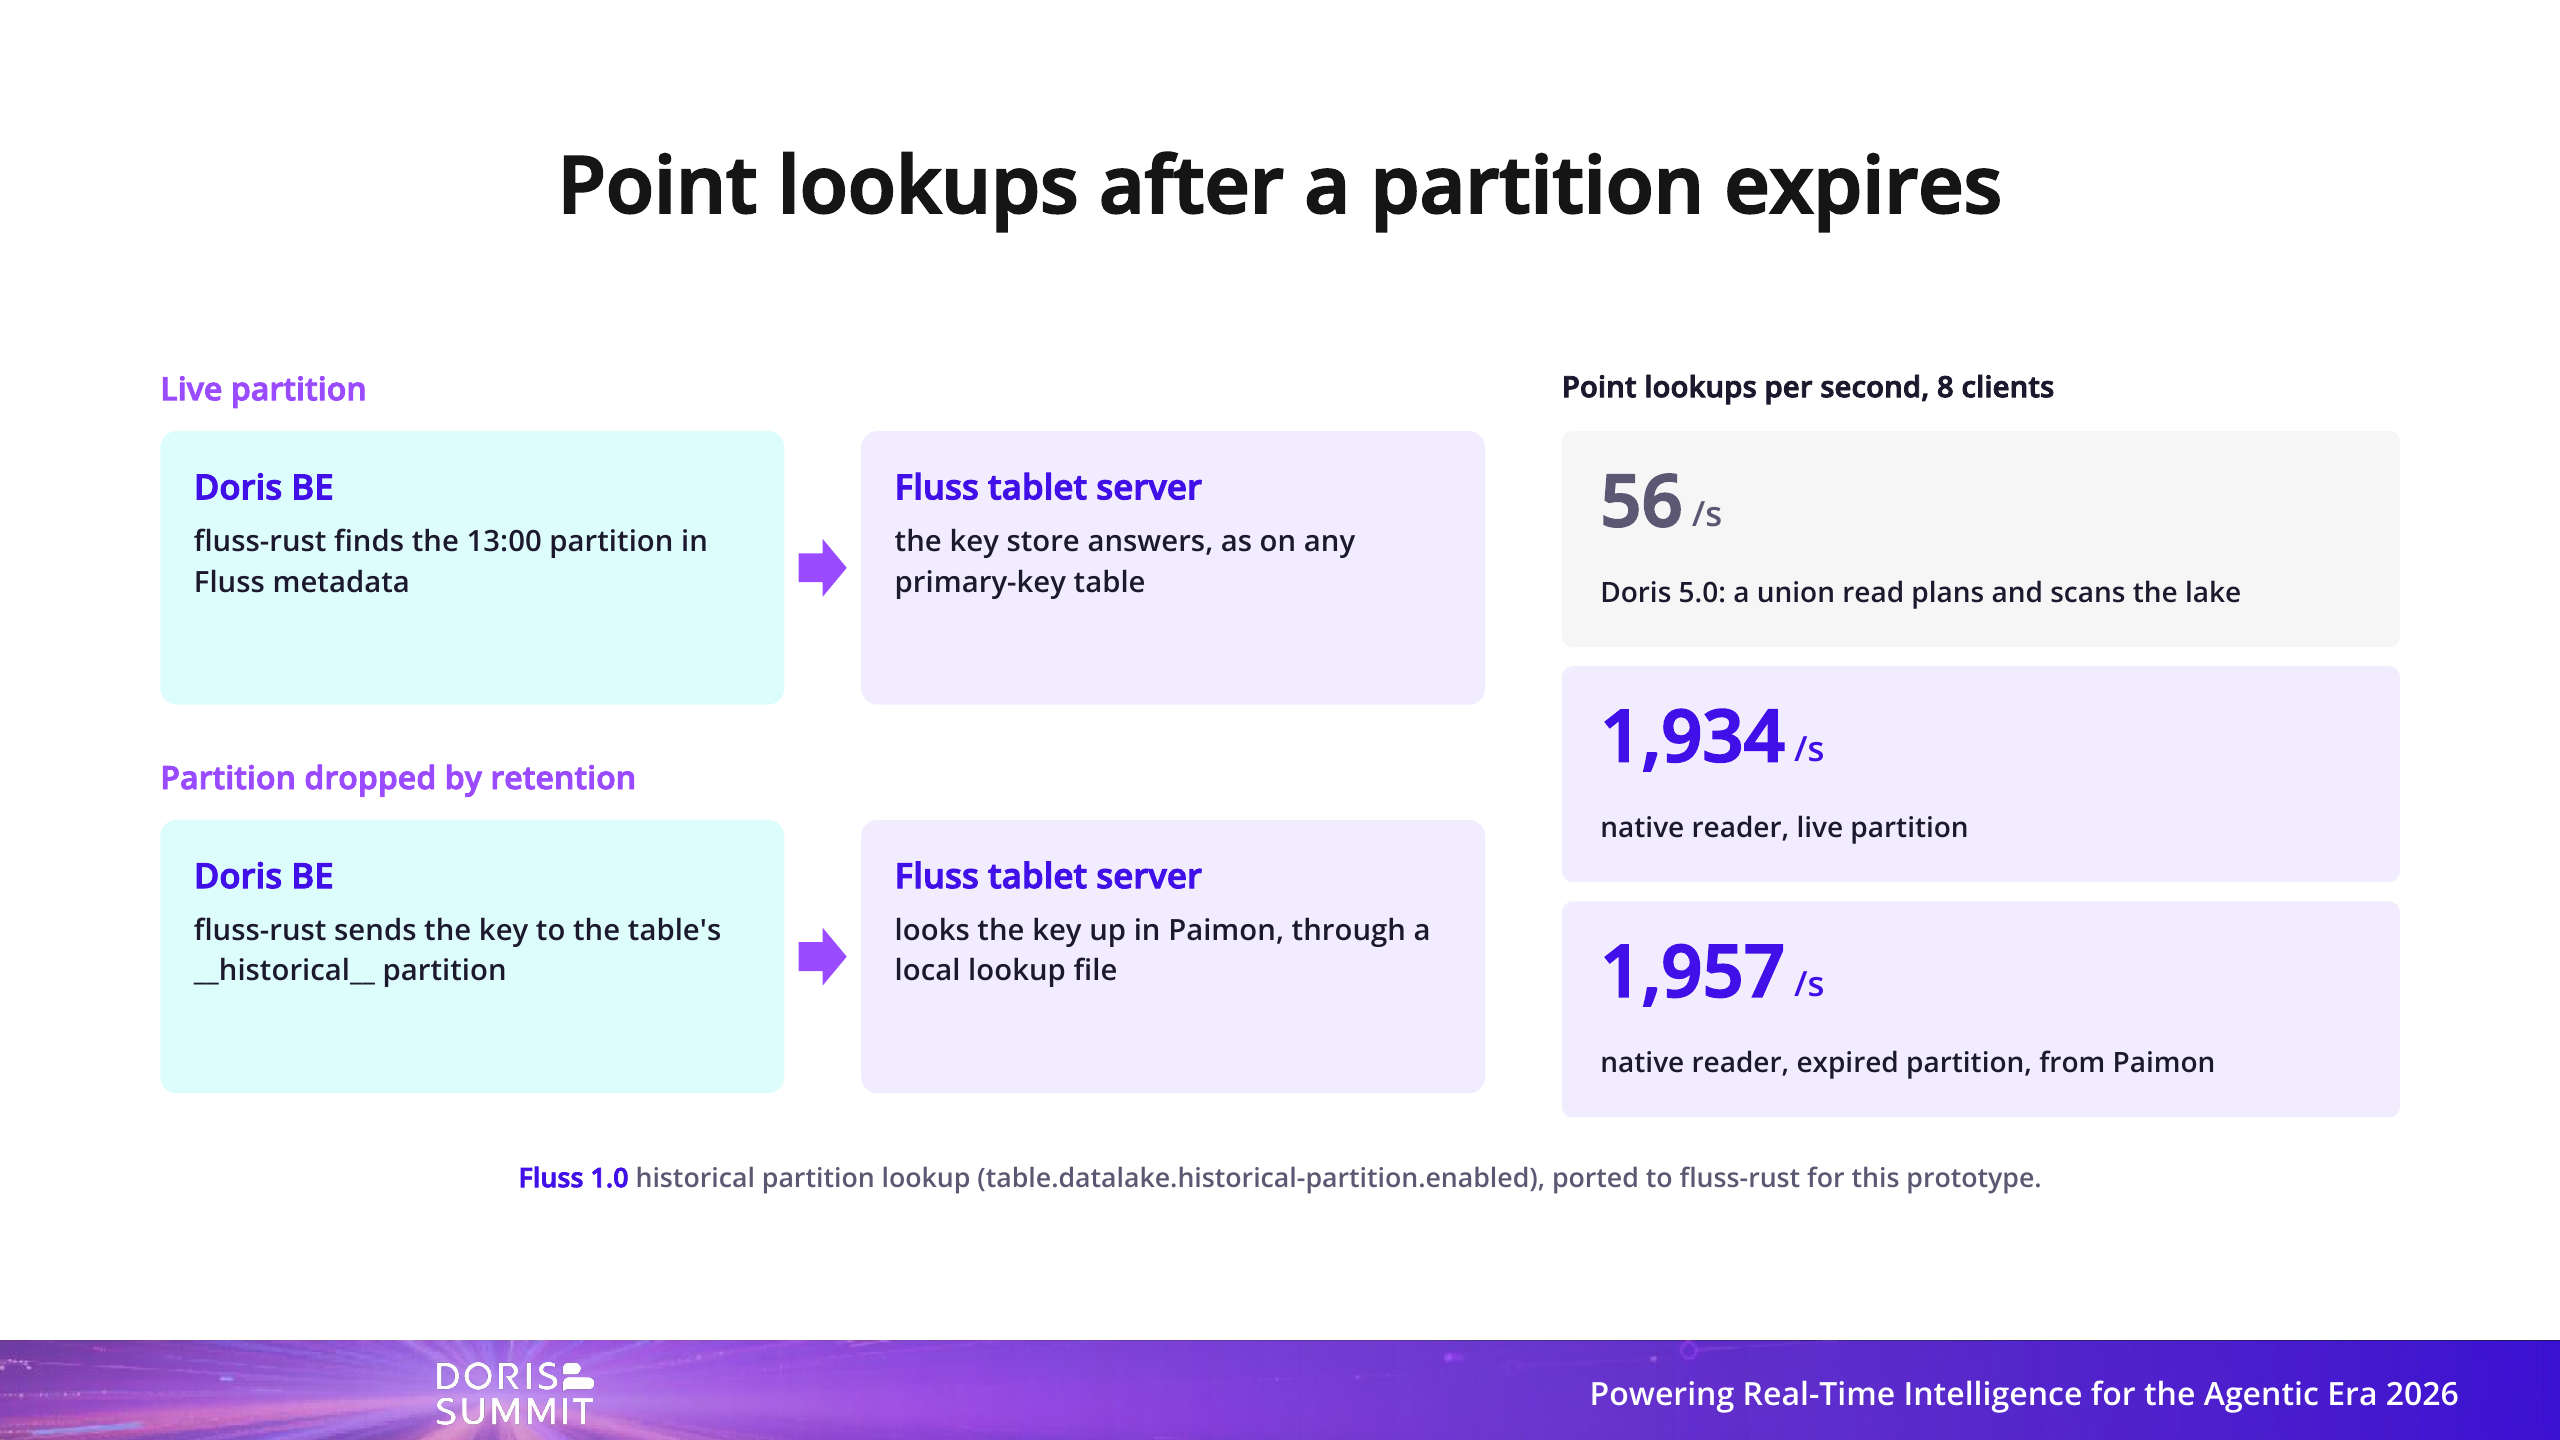 Point lookups after a partition expires
Live partition
Doris BE
fluss-rust finds the 13:00 partition in
Fluss metadata
Fluss tablet server
the key store answers, as on any
primary-key table
Partition dropped by retention
Doris BE
fluss-rust sends the key to the table's
__historical__ partition
Fluss tablet server
looks the key up in Paimon, through a
local lookup file
Point lookups per second, 8 clients
56 /s
Doris 5.0: a union read plans and scans the lake
1,934 /s
native reader, live partition
1,957 /s
native reader, expired partition, from Paimon
Fluss 1.0 historical partition lookup (table.datalake.historical-partition.enabled), ported to fluss-rust for this prototype.
DORIS
SUMMIT
Powering Real-Time Intelligence for the Agentic Era 2026